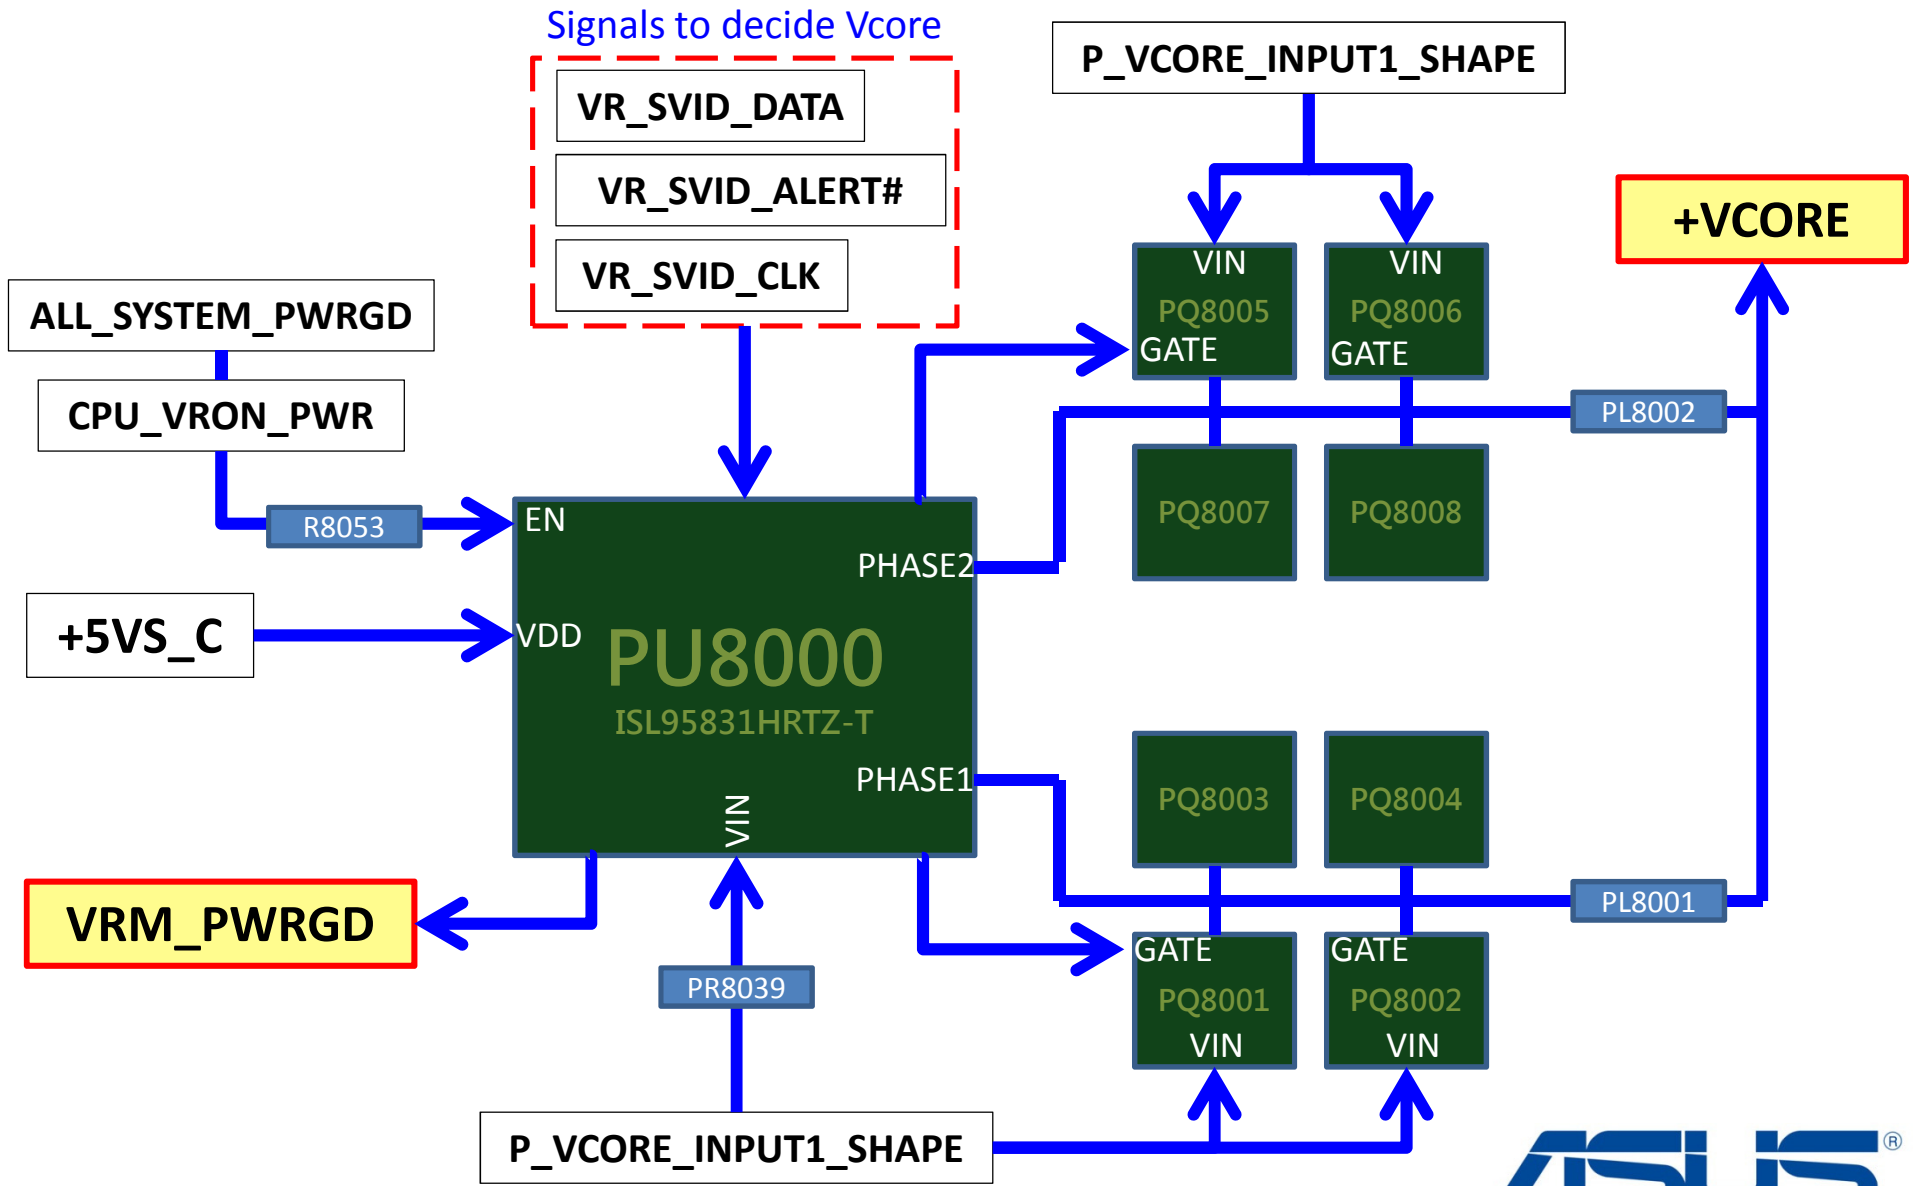 Signals to decide Vcore
VR_SVID_DATA
VR_SVID_ALERT#
VR_SVID_CLK
P_VCORE_INPUT1_SHAPE
+VCORE
ALL_SYSTEM_PWRGD
CPU_VRON_PWR
R8053
+5VS_C
EN
VDD
PHASE2
PU8000
ISL95831HRTZ-T
PHASE1
VIN
VIN
PQ8005
GATE
VIN
PQ8006
GATE
PL8002
PQ8007
PQ8008
PQ8003
PQ8004
PL8001
GATE
PQ8001
VIN
GATE
PQ8002
VIN
VRM_PWRGD
PR8039
P_VCORE_INPUT1_SHAPE
ASUS®